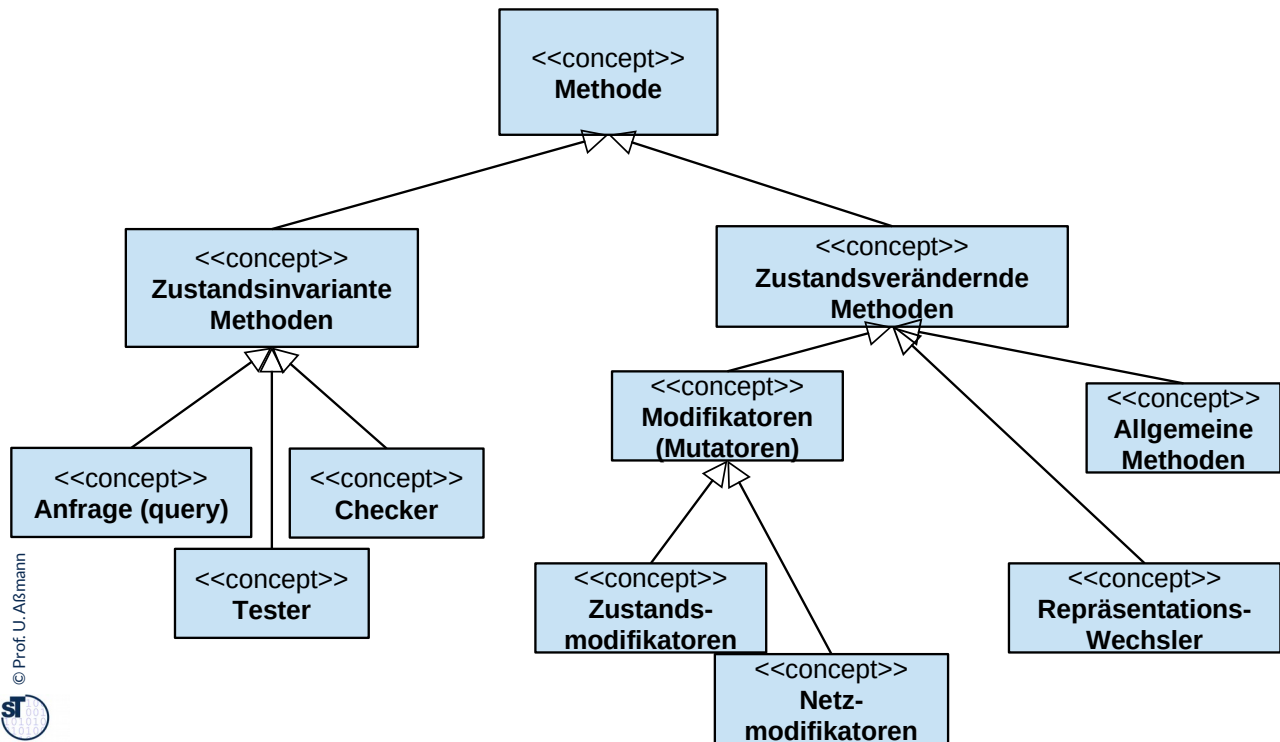 <<concept>>
Methode
<<concept>>
Zustandsinvariante
Methoden
<<concept>>
Zustandsverändernde
Methoden
<<concept>>
Modifikatoren
(Mutatoren)
<<concept>>
Allgemeine
Methoden
<<concept>>
Anfrage (query)
<<concept>>
Checker
<<concept>>
Tester
<<concept>>
Zustands-
modifikatoren
<<concept>>
Repräsentations-
Wechsler
<<concept>>
Netz-
modifikatoren
© Prof. U. Aßmann
ST